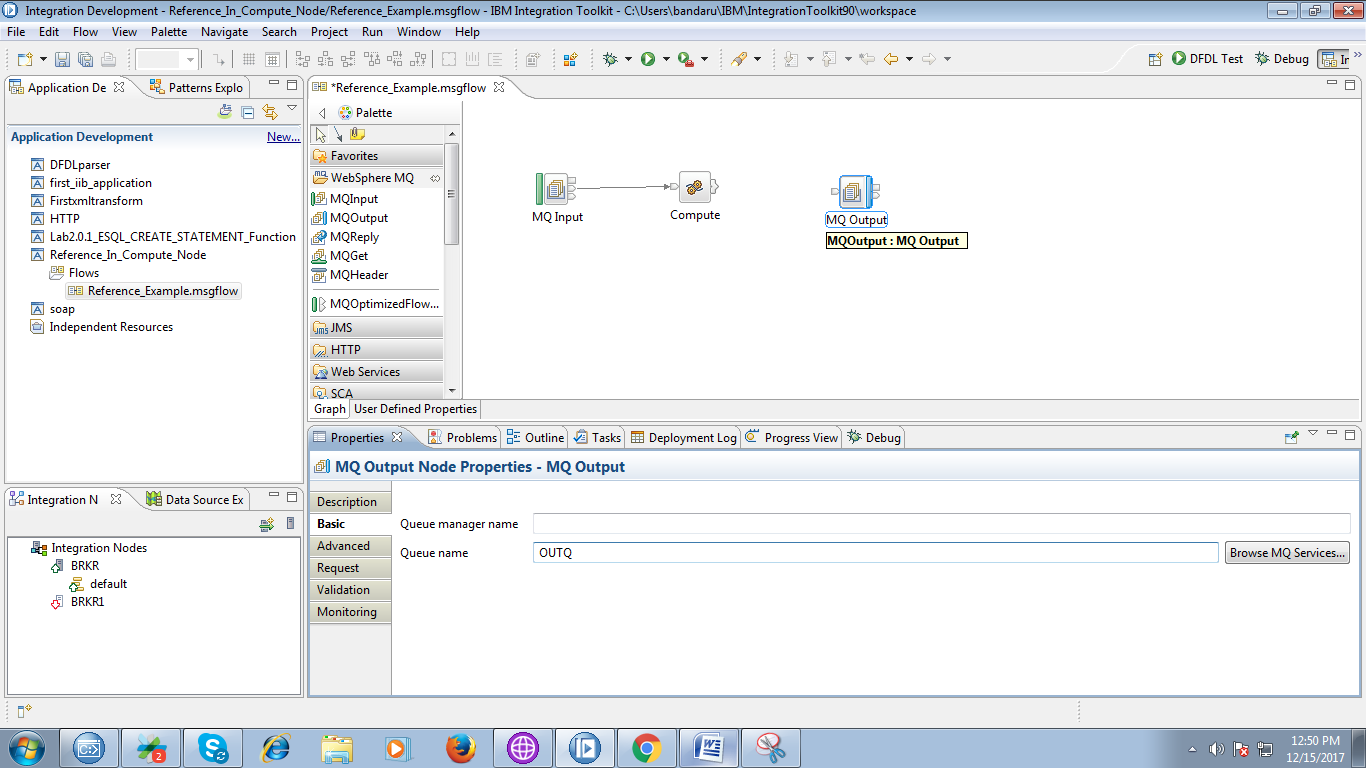 Integration Development - Reference_In_Compute_Node/Reference_Example.msgflow - IBM Integration Toolkit - C:\Users\bandaru\IBM\IntegrationToolkit90\workspace
File Edit Flow View Palette Navigate Search Project Run Window Help
DFDL Test Debug Ir
Application De Patterns Explo
Application Development New...
DFDLparser
first_iib_application
Firstxmltransform
HTTP
Lab2.0.1_ESQL_CREATE_STATEMENT_Function
Reference_In_Compute_Node
Flows
Reference_Example.msgflow
soap
Independent Resources
*Reference_Example.msgflow
Palette
Favorites
WebSphere MQ
MQInput
MQOutput
MQReply
MQGet
MQHeader
MQOptimizedFlow...
JMS
HTTP
Web Services
SCA
MQ Input
Compute
MQ Output
MQOutput : MQ Output
Graph User Defined Properties
Properties Problems Outline Tasks Deployment Log Progress View Debug
MQ Output Node Properties - MQ Output
Description
Basic
Advanced
Request
Validation
Monitoring
Queue manager name
Queue name OUTQ Browse MQ Services...
Integration N Data Source Ex
Integration Nodes
BRKR
default
BRKR1
C:\
2
12:50 PM
12/15/2017